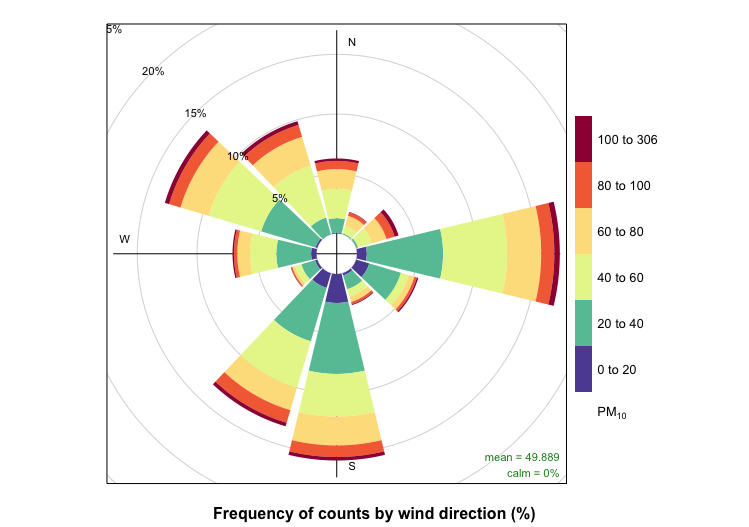 25%
N
20%
15%
10%
5%
W
S
mean = 49.889
calm = 0%
100 to 306
80 to 100
60 to 80
40 to 60
20 to 40
0 to 20
PM10
Frequency of counts by wind direction (%)